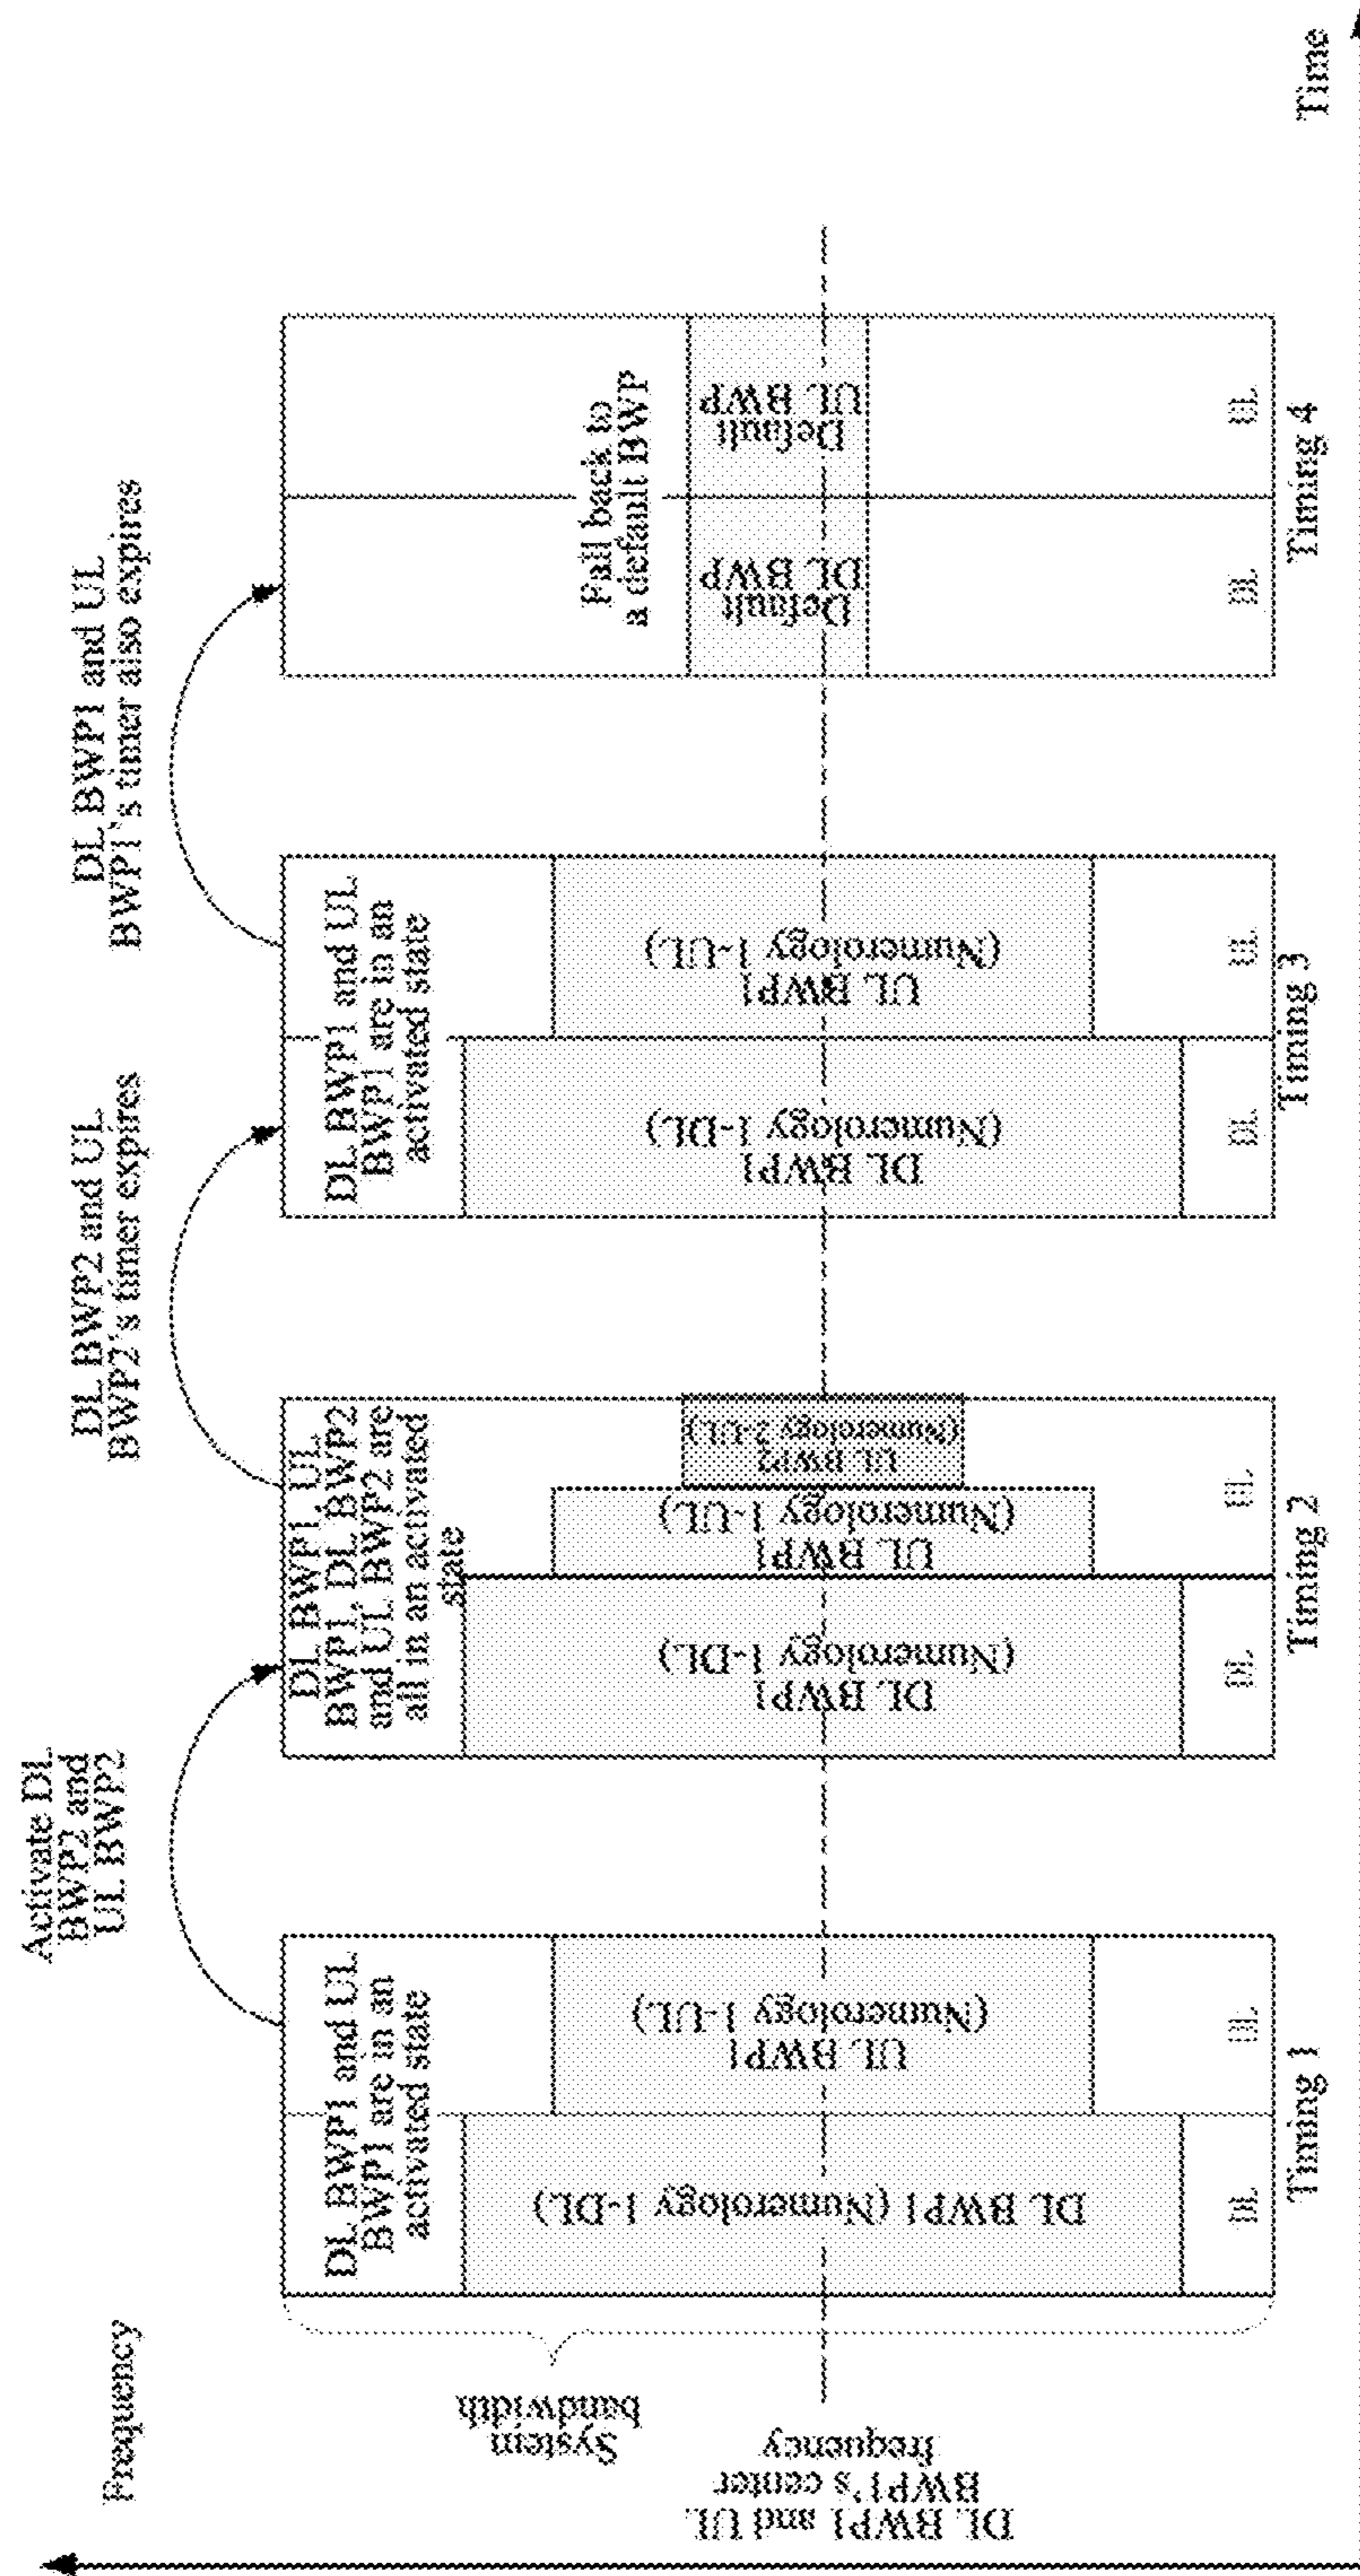 Frequency
Activate DL
BWP2 and
UL BWP2
DL BWP2 and UL
BWP2's timer expires
DL BWP1 and UL
BWP1's timer also expires
System
bandwidth
DL BWP1 and UL
BWP1's center
frequency
DL BWP1 and UL
BWP1 are in an
activated state
DL BWP1 (Numerology 1-DL)
UL BWP1
(Numerology 1-UL)
DL
UL
Timing 1
DL BWP1, UL
BWP1, DL BWP2
and UL BWP2 are
all in an activated
state
DL BWP1
(Numerology 1-DL)
UL BWP1
(Numerology 1-UL)
UL BWP2
(Numerology 2-UL)
DL
UL
Timing 2
DL BWP1 and UL
BWP1 are in an
activated state
DL BWP1
(Numerology 1-DL)
UL BWP1
(Numerology 1-UL)
DL
UL
Timing 3
Fall back to
a default BWP
Default
DL BWP
Default
UL BWP
DL
UL
Timing 4
Time